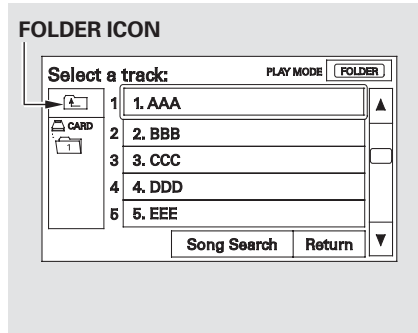 FOLDER ICON
Select a track: PLAY MODE FOLDER
1 1. AAA
CARD
1
2 2. BBB
3 3. CCC
4 4. DDD
5 5. EEE
Song Search Return